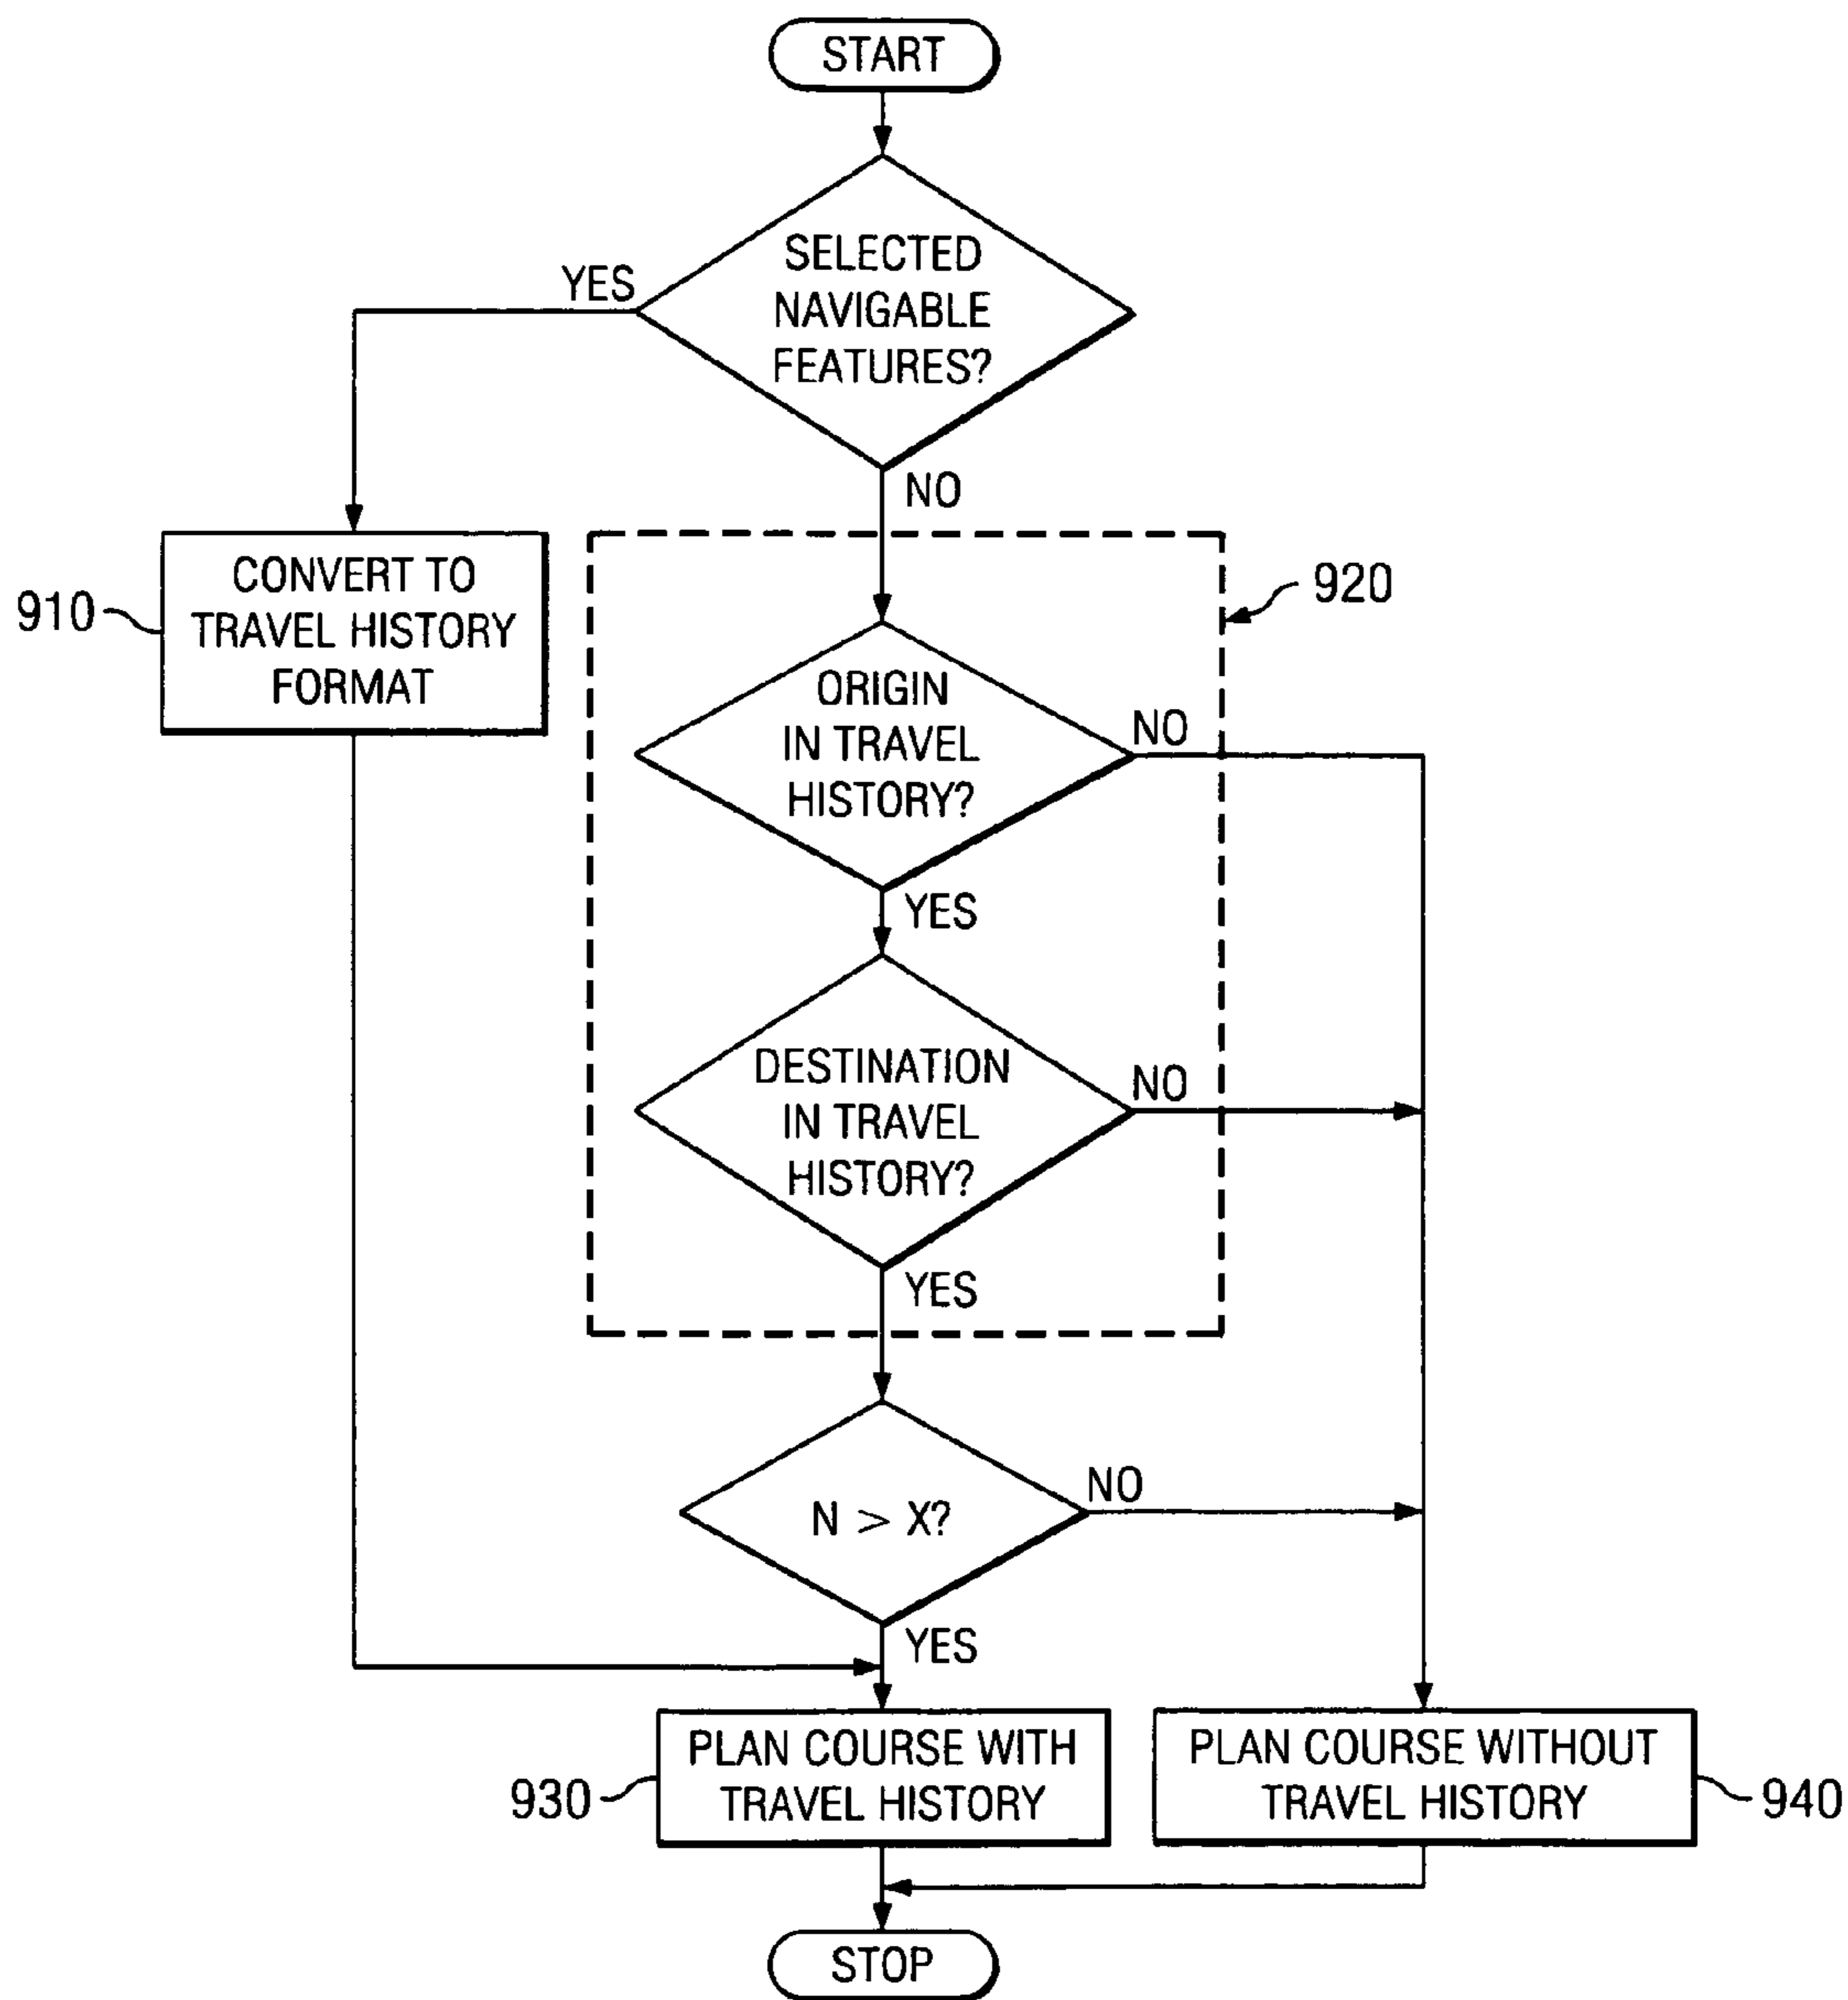 START
SELECTED
NAVIGABLE
FEATURES?
YES
NO
910
CONVERT TO
TRAVEL HISTORY
FORMAT
920
ORIGIN
IN TRAVEL
HISTORY?
NO
YES
DESTINATION
IN TRAVEL
HISTORY?
NO
YES
N > X?
NO
YES
930
PLAN COURSE WITH
TRAVEL HISTORY
PLAN COURSE WITHOUT
TRAVEL HISTORY
940
STOP